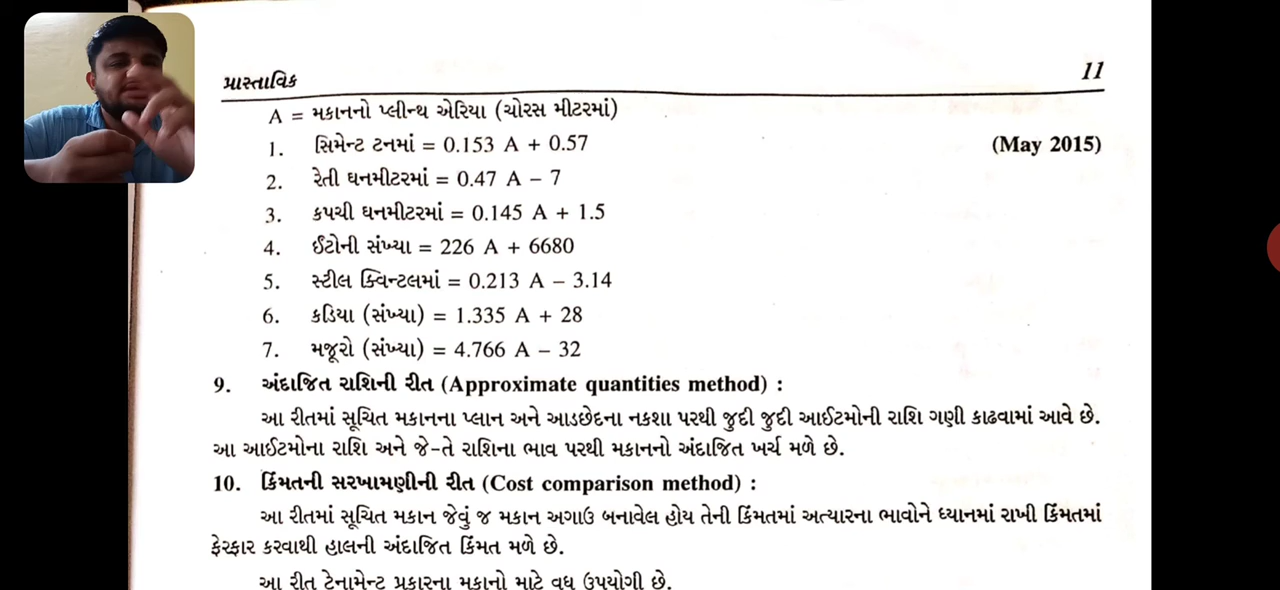 પ્રાસ્તાવિક 11
A = મકાનનો પ્લીન્થ એરિયા (ચોરસ મીટરમાં)
1. સિમેન્ટ ટનમાં = 0.153 A + 0.57 (May 2015)
2. રેતી ઘનમીટરમાં = 0.47 A – 7
3. કપચી ઘનમીટરમાં = 0.145 A + 1.5
4. ઈંટોની સંખ્યા = 226 A + 6680
5. સ્ટીલ ક્વિન્ટલમાં = 0.213 A – 3.14
6. કડિયા (સંખ્યા) = 1.335 A + 28
7. મજૂરો (સંખ્યા) = 4.766 A – 32
9. અંદાજિત રાશિની રીત (Approximate quantities method) :
આ રીતમાં સૂચિત મકાનના પ્લાન અને આડછેદના નકશા પરથી જુદી જુદી આઈટમોની રાશિ ગણી કાઢવામાં આવે છે.
આ આઈટમોના રાશિ અને જે-તે રાશિના ભાવ પરથી મકાનનો અંદાજિત ખર્ચ મળે છે.
10. કિંમતની સરખામણીની રીત (Cost comparison method) :
આ રીતમાં સૂચિત મકાન જેવું જ મકાન અગાઉ બનાવેલ હોય તેની કિંમતમાં અત્યારના ભાવોને ધ્યાનમાં રાખી કિંમતમાં
ફેરફાર કરવાથી હાલની અંદાજિત કિંમત મળે છે.
આ રીત ટેનામેન્ટ પ્રકારના મકાનો માટે વધુ ઉપયોગી છે.